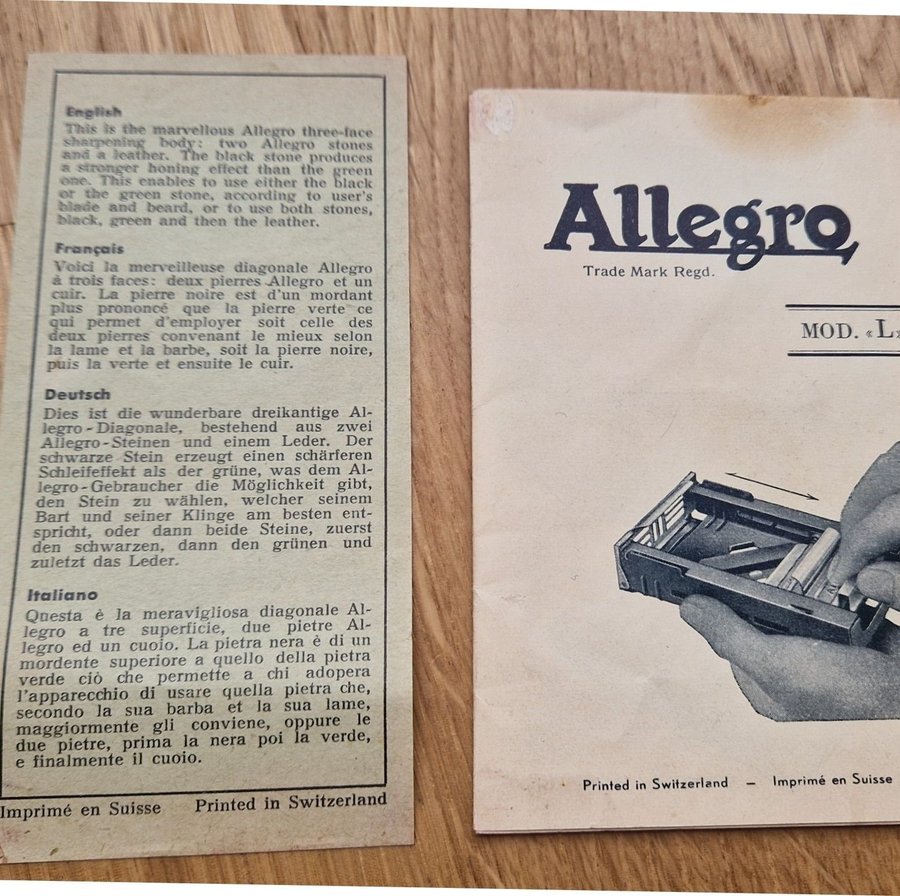 English
This is the marvellous Allegro three-face
sharpening body: two Allegro stones
and a leather. The black stone produces
a stronger honing effect than the green
one. This enables to use either the black
or the green stone, according to user's
blade and beard, or to use both stones,
black, green and then the leather.
Français
Voici la merveilleuse diagonale Allegro
à trois faces: deux pierres Allegro et un
cuir. La pierre noire est d'un mordant
plus prononcé que la pierre verte ce
qui permet d'employer soit celle des
deux pierres convenant le mieux selon
la lame et la barbe, soit la pierre noire,
puis la verte et ensuite le cuir.
Deutsch
Dies ist die wunderbare dreikantige Al-
legro-Diagonale, bestehend aus zwei
Allegro-Steinen und einem Leder. Der
schwarze Stein erzeugt einen schärferen
Schleifeffekt als der grüne, was dem Al-
legro-Gebraucher die Möglichkeit gibt,
den Stein zu wählen, welcher seinem
Bart und seiner Klinge am besten ent-
spricht, oder dann beide Steine, zuerst
den schwarzen, dann den grünen und
zuletzt das Leder.
Italiano
Questa è la meravigliosa diagonale Al-
legro a tre superficie, due pietre Al-
legro ed un cuoio. La pietra nera è di un
mordente superiore a quello della pietra
verde ciò che permette a chi adopera
l'apparecchio di usare quella pietra che,
secondo la sua barba et la sua lame,
maggiormente gli conviene, oppure le
due pietre, prima la nera poi la verde,
e finalmente il cuoio.
Imprimé en Suisse Printed in Switzerland
Allegro
Trade Mark Regd.
MOD. «L»
Printed in Switzerland — Imprimé en Suisse